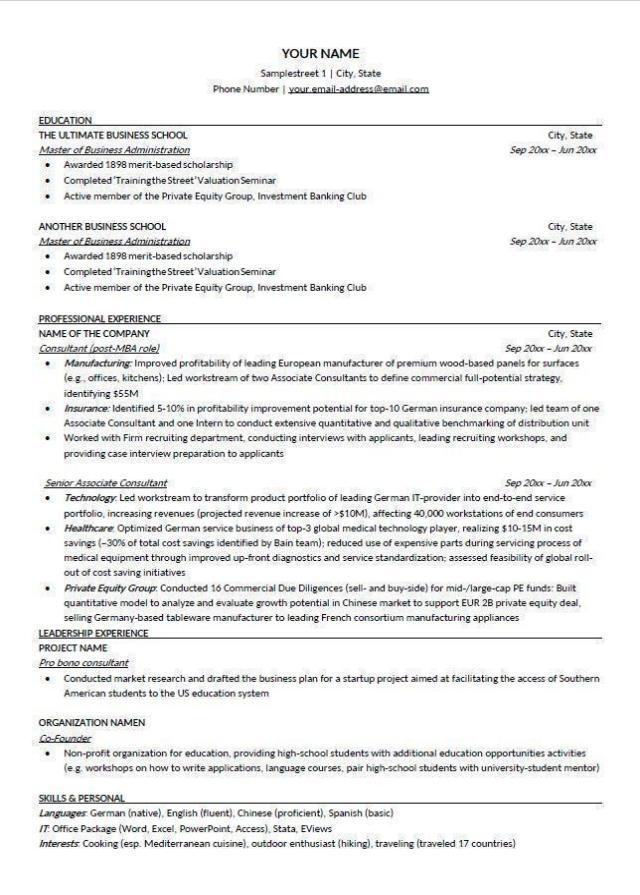 YOUR NAME
Samplestreet 1 | City, State
Phone Number | your.email-address@email.com
EDUCATION
THE ULTIMATE BUSINESS SCHOOL City, State
Master of Business Administration Sep 20xx – Jun 20xx
• Awarded 1898 merit-based scholarship
• Completed 'Training the Street' Valuation Seminar
• Active member of the Private Equity Group, Investment Banking Club
ANOTHER BUSINESS SCHOOL City, State
Master of Business Administration Sep 20xx – Jun 20xx
• Awarded 1898 merit-based scholarship
• Completed 'Training the Street' Valuation Seminar
• Active member of the Private Equity Group, Investment Banking Club
PROFESSIONAL EXPERIENCE
NAME OF THE COMPANY City, State
Consultant (post-MBA role) Sep 20xx – Jun 20xx
• Manufacturing: Improved profitability of leading European manufacturer of premium wood-based panels for surfaces
(e.g., offices, kitchens); Led workstream of two Associate Consultants to define commercial full-potential strategy,
identifying $55M
• Insurance: Identified 5-10% in profitability improvement potential for top-10 German insurance company; led team of one
Associate Consultant and one Intern to conduct extensive quantitative and qualitative benchmarking of distribution unit
• Worked with Firm recruiting department, conducting interviews with applicants, leading recruiting workshops, and
providing case interview preparation to applicants
Senior Associate Consultant Sep 20xx – Jun 20xx
• Technology: Led workstream to transform product portfolio of leading German IT-provider into end-to-end service
portfolio, increasing revenues (projected revenue increase of >$10M), affecting 40,000 workstations of end consumers
• Healthcare: Optimized German service business of top-3 global medical technology player, realizing $10-15M in cost
savings (~30% of total cost savings identified by Bain team); reduced use of expensive parts during servicing process of
medical equipment through improved up-front diagnostics and service standardization; assessed feasibility of global roll-
out of cost saving initiatives
• Private Equity Group: Conducted 16 Commercial Due Diligences (sell- and buy-side) for mid-/large-cap PE funds: Built
quantitative model to analyze and evaluate growth potential in Chinese market to support EUR 2B private equity deal,
selling Germany-based tableware manufacturer to leading French consortium manufacturing appliances
LEADERSHIP EXPERIENCE
PROJECT NAME
Pro bono consultant
• Conducted market research and drafted the business plan for a startup project aimed at facilitating the access of Southern
American students to the US education system
ORGANIZATION NAMEN
Co-Founder
• Non-profit organization for education, providing high-school students with additional education opportunities activities
(e.g. workshops on how to write applications, language courses, pair high-school students with university-student mentor)
SKILLS & PERSONAL
Languages: German (native), English (fluent), Chinese (proficient), Spanish (basic)
IT: Office Package (Word, Excel, PowerPoint, Access), Stata, EViews
Interests: Cooking (esp. Mediterranean cuisine), outdoor enthusiast (hiking), traveling (traveled 17 countries)